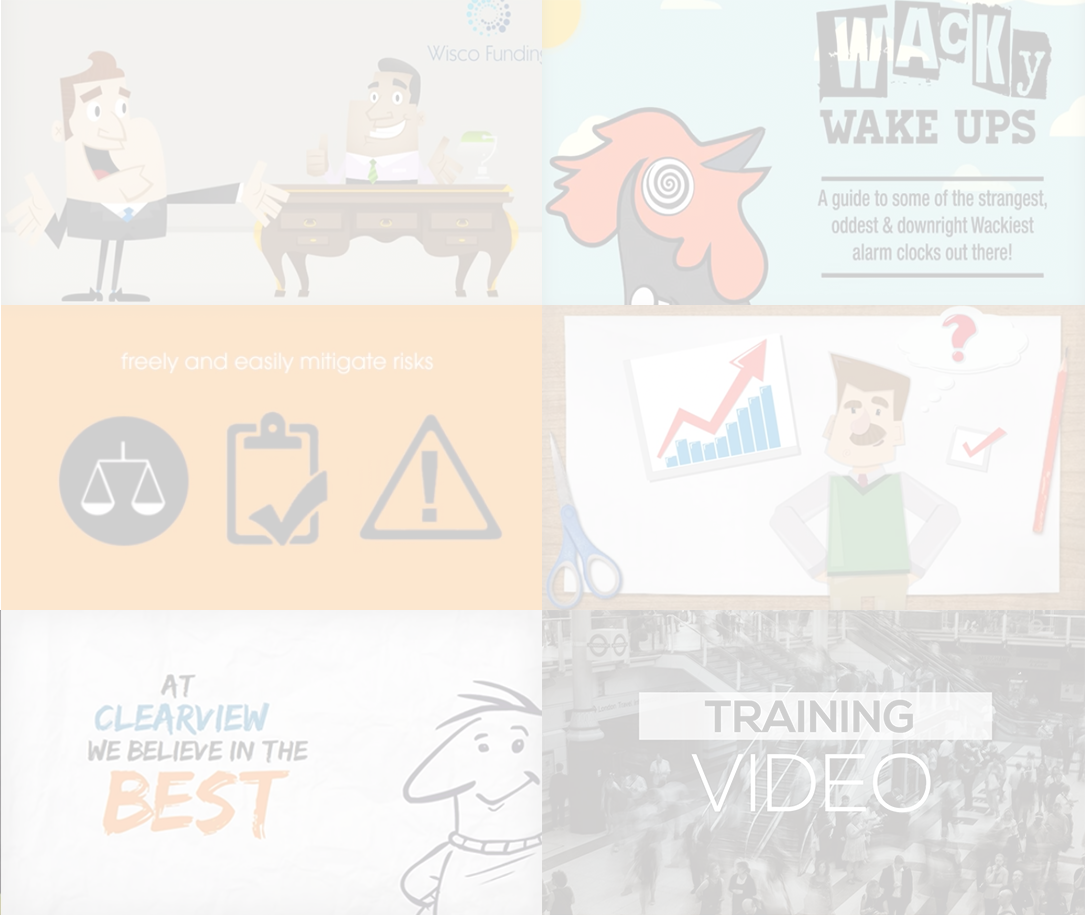 Wisco Funding
WACKy
WAKE UPS
A guide to some of the strangest,
oddest & downright Wackiest
alarm clocks out there!
freely and easily mitigate risks
?
AT
CLEARVIEW
WE BELIEVE IN THE
BEST
TRAINING
VIDEO